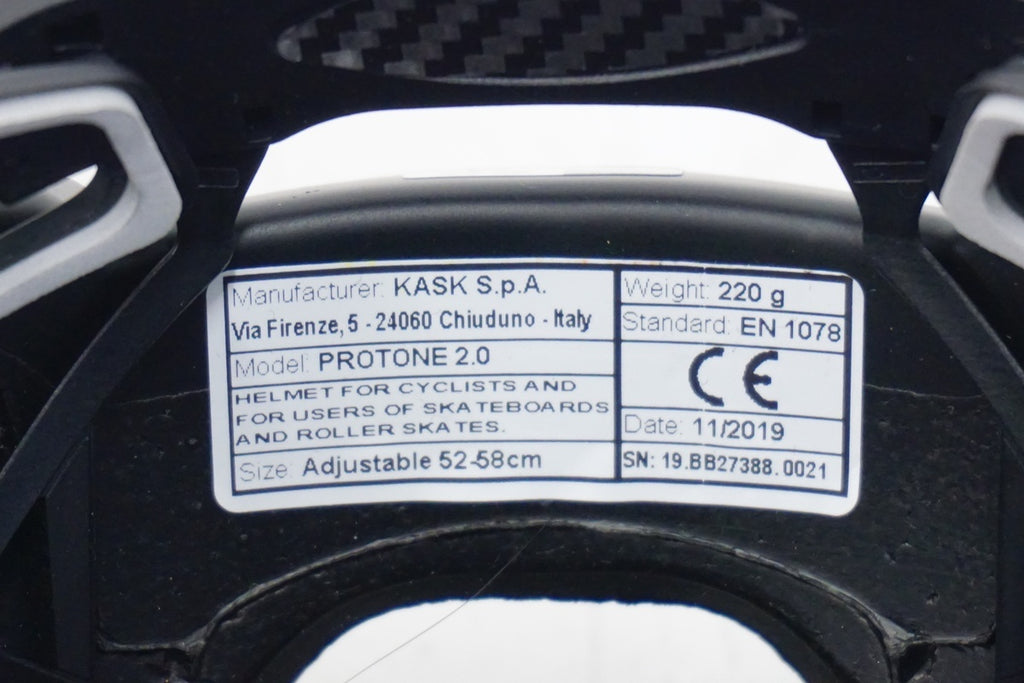 Manufacturer: KASK S.p.A.
Via Firenze, 5 - 24060 Chiuduno - Italy
Model: PROTONE 2.0
HELMET FOR CYCLISTS AND
FOR USERS OF SKATEBOARDS
AND ROLLER SKATES.
Size: Adjustable 52-58cm
Weight: 220 g
Standard: EN 1078
CE
Date: 11/2019
SN: 19.BB27388.0021